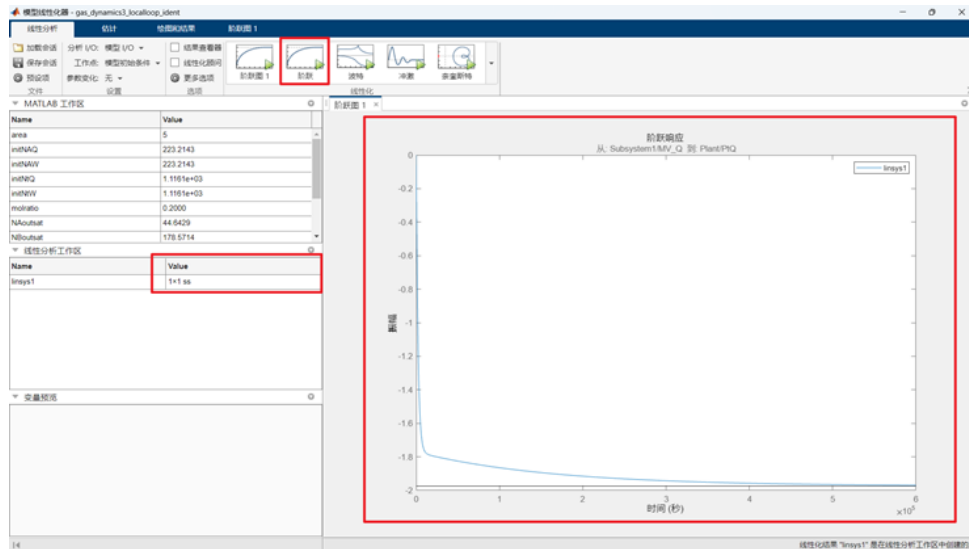 模型线性化器 - gas_dynamics3_localloop_ident
线性分析 估计 绘图和结果 阶跃图 1
加载会话 分析 I/O: 模型 I/O 结果查看器
保存会话 工作点: 模型初始条件 线性化顾问
预设项 参数变化: 无 更多选项
阶跃图 1 阶跃 波特 冲激 奈奎斯特
文件 设置 选项 线性化
MATLAB 工作区
Name Value
area 5
initNAQ 223.2143
initNAW 223.2143
initNtQ 1.1161e+03
initNtW 1.1161e+03
molratio 0.2000
NAoutsat 44.6429
NBoutsat 178.5714
线性分析工作区
Name Value
linsys1 1×1 ss
变量预览
阶跃图 1 ×
阶跃响应
从: Subsystem1/MV_Q 到: Plant/PtQ
linsys1
0
-0.2
-0.4
-0.6
-0.8
-1
-1.2
-1.4
-1.6
-1.8
-2
振幅
0 1 2 3 4 5 6
时间 (秒)
×10⁵
线性化结果 "linsys1" 是在线性分析工作区中创建的